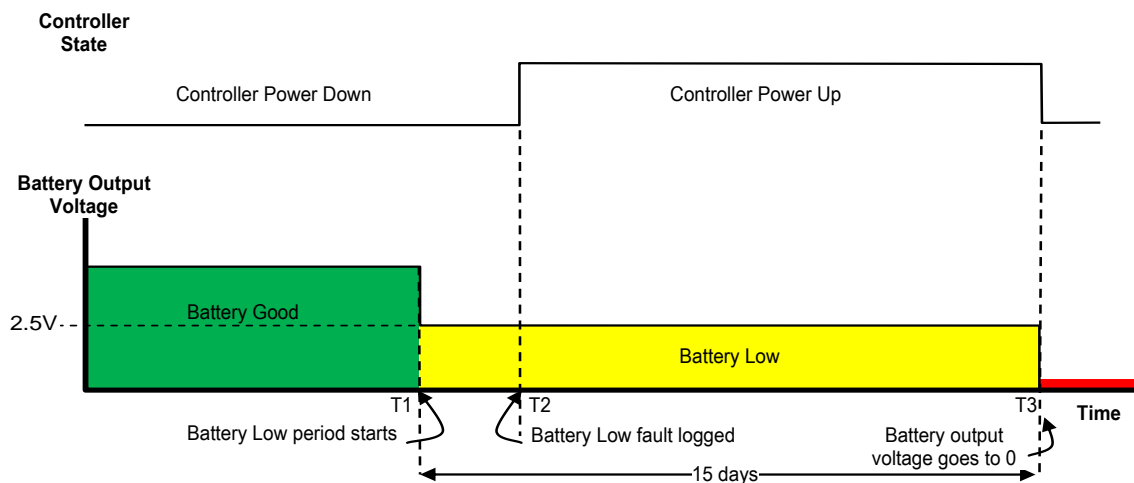 Controller
State
Controller Power Down
Controller Power Up
Battery Output
Voltage
Battery Good
2.5V
Battery Low
T1
T2
T3
Time
Battery Low period starts
Battery Low fault logged
Battery output
voltage goes to 0
15 days